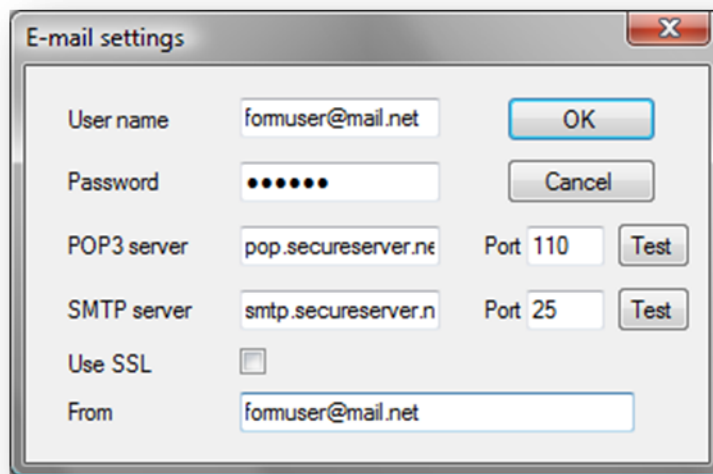 E-mail settings
User name formuser@mail.net OK
Password •••••• Cancel
POP3 server pop.secureserver.ne Port 110 Test
SMTP server smtp.secureserver.n Port 25 Test
Use SSL
From formuser@mail.net